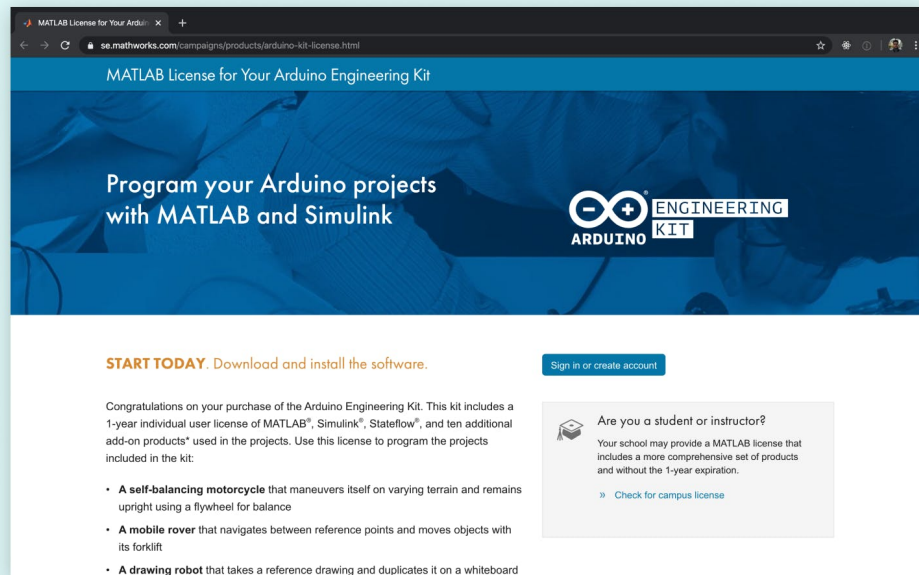 MATLAB License for Your Arduin
se.mathworks.com/campaigns/products/arduino-kit-license.html
MATLAB License for Your Arduino Engineering Kit
Program your Arduino projects
with MATLAB and Simulink
ARDUINO
ENGINEERING
KIT
START TODAY. Download and install the software.
Congratulations on your purchase of the Arduino Engineering Kit. This kit includes a
1-year individual user license of MATLAB®, Simulink®, Stateflow®, and ten additional
add-on products* used in the projects. Use this license to program the projects
included in the kit:
• A self-balancing motorcycle that maneuvers itself on varying terrain and remains
upright using a flywheel for balance
• A mobile rover that navigates between reference points and moves objects with
its forklift
• A drawing robot that takes a reference drawing and duplicates it on a whiteboard
Sign in or create account
Are you a student or instructor?
Your school may provide a MATLAB license that
includes a more comprehensive set of products
and without the 1-year expiration.
» Check for campus license